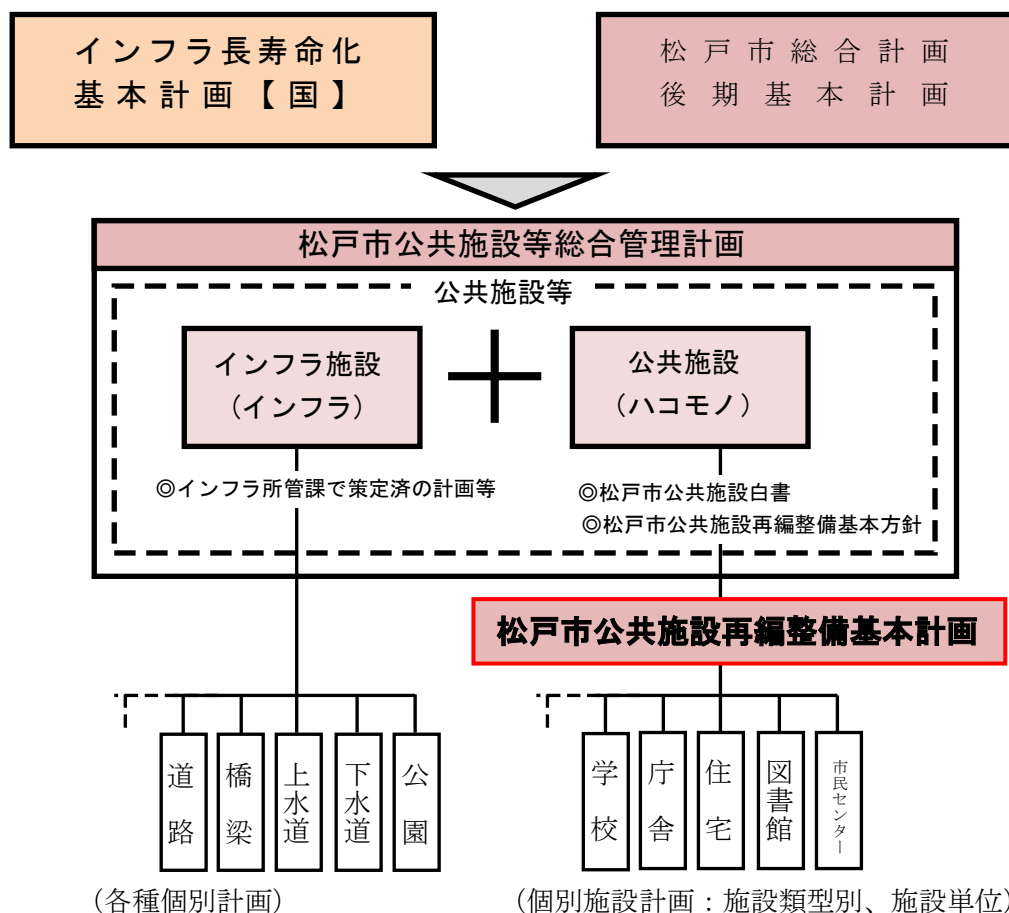 インフラ長寿命化
基本計画【国】
松戸市総合計画
後期基本計画
松戸市公共施設等総合管理計画
公共施設等
インフラ施設
（インフラ）
公共施設
（ハコモノ）
◎インフラ所管課で策定済の計画等
◎松戸市公共施設白書
◎松戸市公共施設再編整備基本方針
松戸市公共施設再編整備基本計画
道路
橋梁
上水道
下水道
公園
学校
庁舎
住宅
図書館
市民センター
（各種個別計画）
（個別施設計画：施設類型別、施設単位）